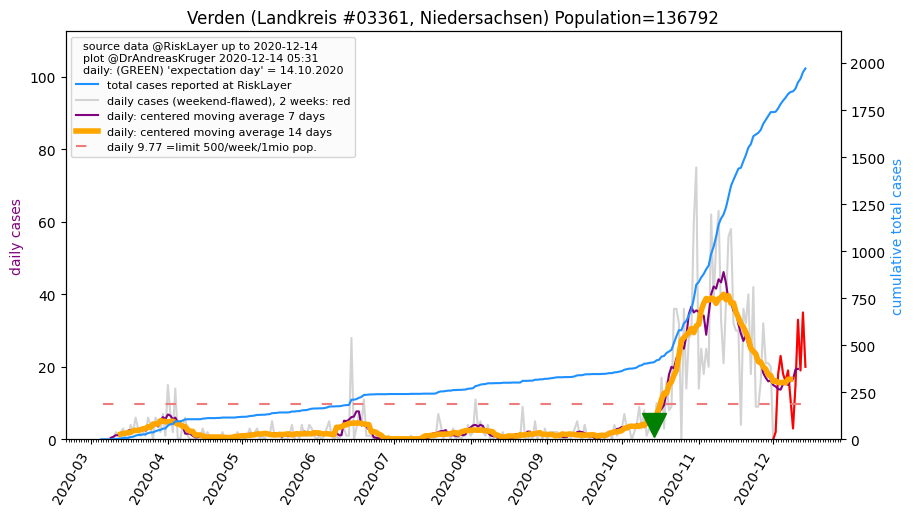 Verden (Landkreis #03361, Niedersachsen) Population=136792
source data @RiskLayer up to 2020-12-14
plot @DrAndreasKruger 2020-12-14 05:31
daily: (GREEN) 'expectation day' = 14.10.2020
total cases reported at RiskLayer
daily cases (weekend-flawed), 2 weeks: red
daily: centered moving average 7 days
daily: centered moving average 14 days
daily 9.77 =limit 500/week/1mio pop.
daily cases
100
80
60
40
20
0
cumulative total cases
2000
1750
1500
1250
1000
750
500
250
0
2020-03
2020-04
2020-05
2020-06
2020-07
2020-08
2020-09
2020-10
2020-11
2020-12